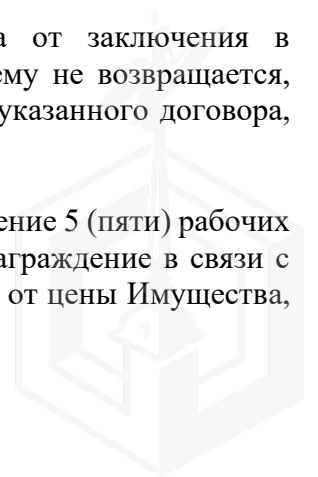 а от заключения в
ему не возвращается,
указанного договора,
ение 5 (пяти) рабочих
аграждение в связи с
от цены Имущества,